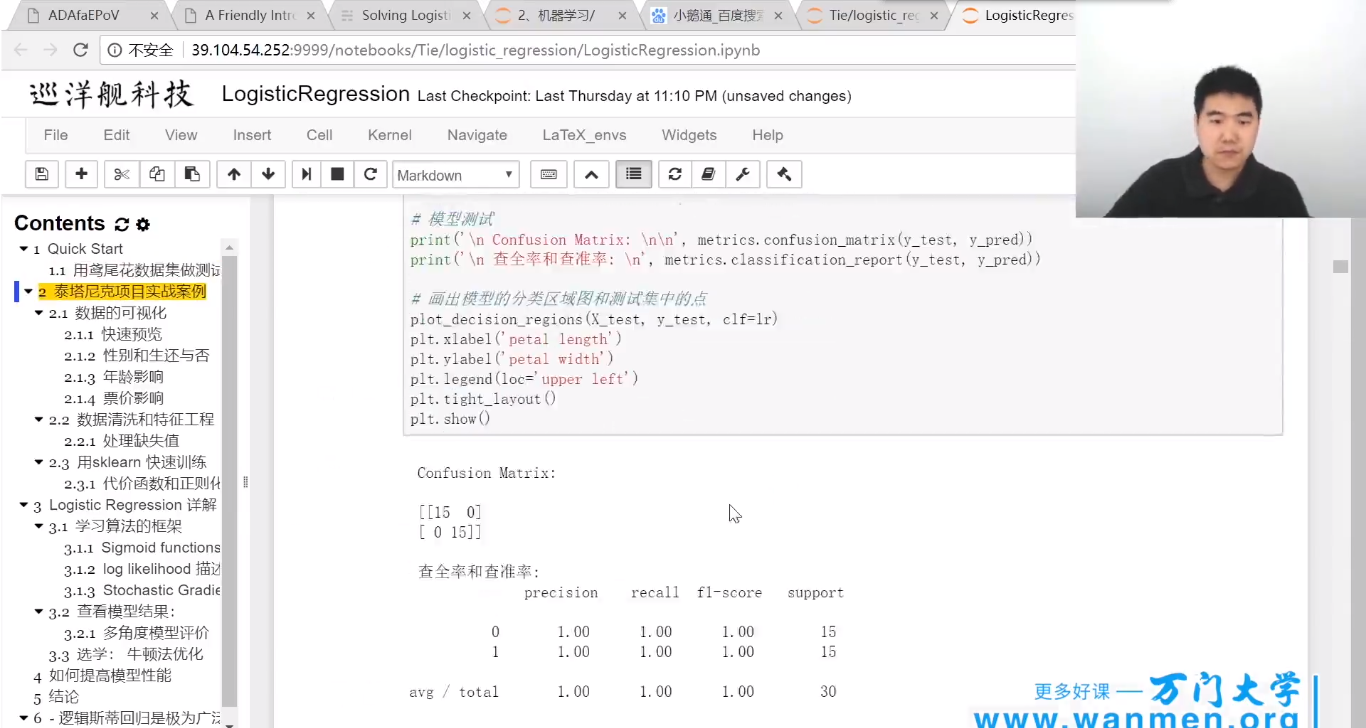 ADAfaEPoV
A Friendly Intr
Solving Logisti
2、机器学习/
小鹅通_百度搜索
Tie/logistic_reg
LogisticRegres
不安全
39.104.54.252:9999/notebooks/Tie/logistic_regression/LogisticRegression.ipynb
巡洋舰科技
LogisticRegression Last Checkpoint: Last Thursday at 11:10 PM (unsaved changes)
File Edit View Insert Cell Kernel Navigate LaTeX_envs Widgets Help
Markdown
Contents
1 Quick Start
1.1 用鸢尾花数据集做测试
2 泰塔尼克项目实战案例
2.1 数据的可视化
2.1.1 快速预览
2.1.2 性别和生还与否
2.1.3 年龄影响
2.1.4 票价影响
2.2 数据清洗和特征工程
2.2.1 处理缺失值
2.3 用sklearn 快速训练
2.3.1 代价函数和正则化
3 Logistic Regression 详解
3.1 学习算法的框架
3.1.1 Sigmoid functions
3.1.2 log likelihood 描述
3.1.3 Stochastic Gradie
3.2 查看模型结果:
3.2.1 多角度模型评价
3.3 选学： 牛顿法优化
4 如何提高模型性能
5 结论
6 - 逻辑斯蒂回归是极为广泛
# 模型测试
print('\n Confusion Matrix: \n\n', metrics.confusion_matrix(y_test, y_pred))
print('\n 查全率和查准率: \n', metrics.classification_report(y_test, y_pred))
# 画出模型的分类区域图和测试集中的点
plot_decision_regions(X_test, y_test, clf=lr)
plt.xlabel('petal length')
plt.ylabel('petal width')
plt.legend(loc='upper left')
plt.tight_layout()
plt.show()
Confusion Matrix:
[[15 0]
[ 0 15]]
查全率和查准率:
precision recall f1-score support
0 1.00 1.00 1.00 15
1 1.00 1.00 1.00 15
avg / total 1.00 1.00 1.00 30
更多好课 — 万门大学
www.wanmen.org